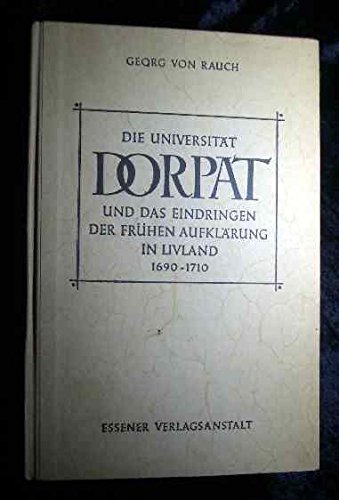 GEORG VON RAUCH
DIE UNIVERSITÄT
DORPAT
UND DAS EINDRINGEN
DER FRÜHEN AUFKLÄRUNG
IN LIVLAND
1690-1710
ESSENER VERLAGSANSTALT